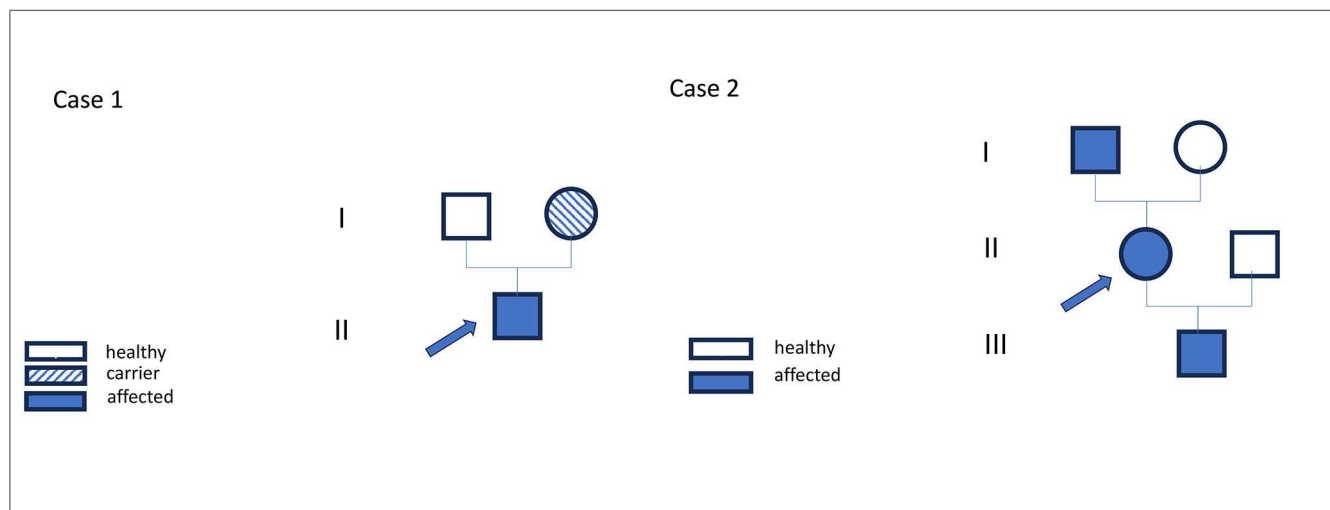 Case 1
I
II
healthy
carrier
affected
Case 2
I
II
III
healthy
affected